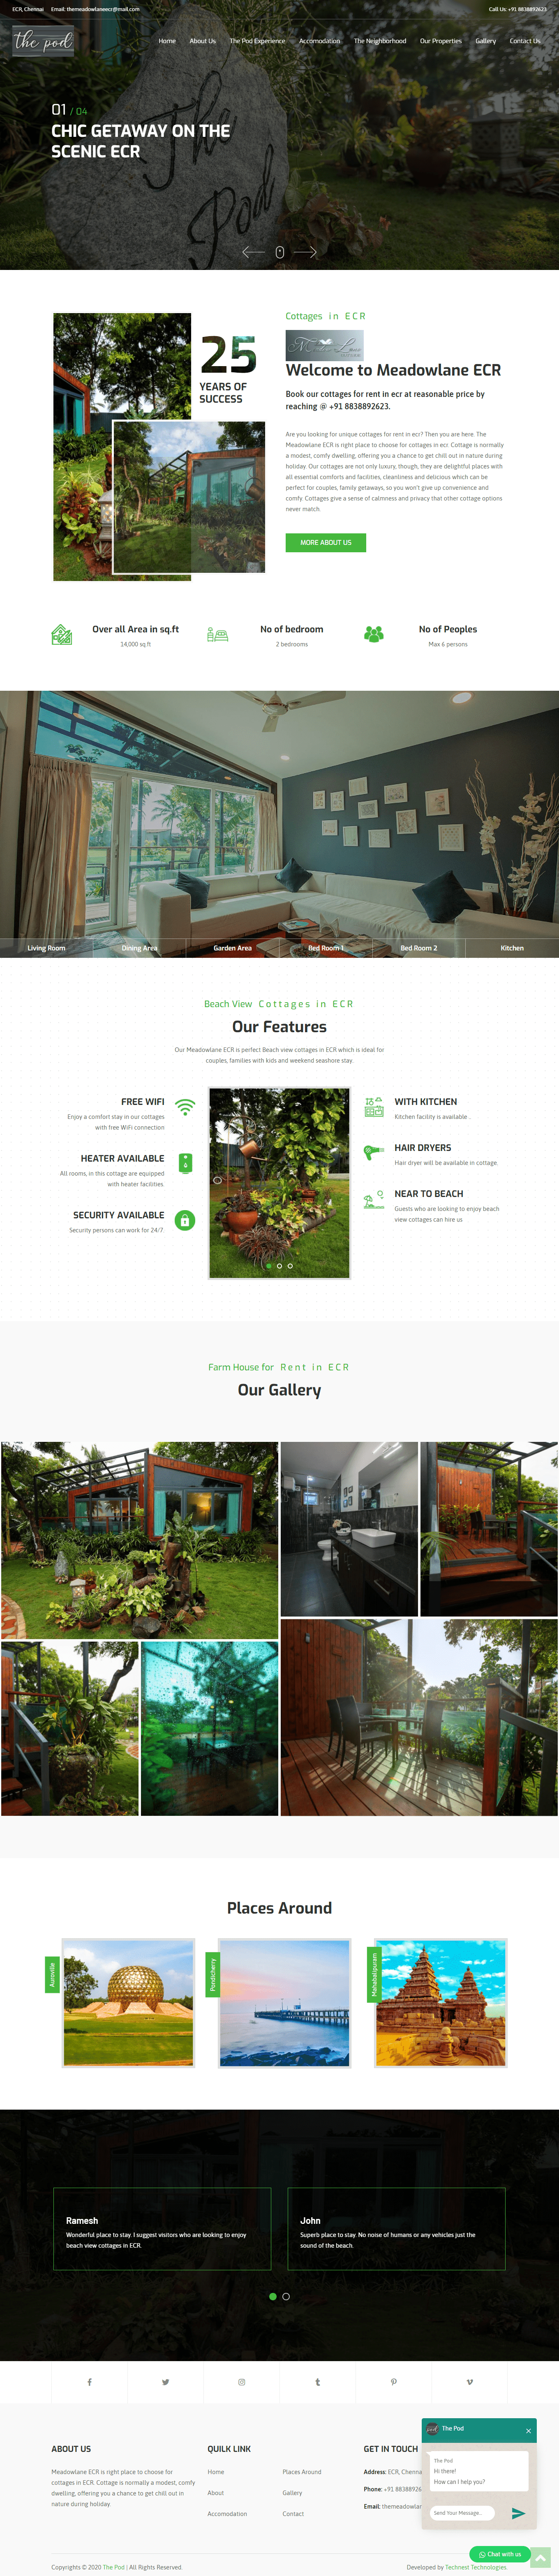 ECR, Chennai Email: themeadowlaneecr@mail.com
Call Us: +91 8838892623
the pod
Home About Us The Pod Experience Accomodation The Neighborhood Our Properties Gallery Contact Us
01 / 04
CHIC GETAWAY ON THE
SCENIC ECR
25
YEARS OF
SUCCESS
Cottages in ECR
Welcome to Meadowlane ECR
Book our cottages for rent in ecr at reasonable price by
reaching @ +91 8838892623.
Are you looking for unique cottages for rent in ecr? Then you are here. The
Meadowlane ECR is right place to choose for cottages in ecr. Cottage is normally
a modest, comfy dwelling, offering you a chance to get chill out in nature during
holiday. Our cottages are not only luxury, though, they are delightful places with
all essential comforts and facilities, cleanliness and delicious which can be
perfect for couples, family getaways, so you won't give up convenience and
comfy. Cottages give a sense of calmness and privacy that other cottage options
never match.
MORE ABOUT US
Over all Area in sq.ft
14,000 sq.ft
No of bedroom
2 bedrooms
No of Peoples
Max 6 persons
Living Room Dining Area Garden Area Bed Room 1 Bed Room 2 Kitchen
Beach View Cottages in ECR
Our Features
Our Meadowlane ECR is perfect Beach view cottages in ECR which is ideal for
couples, families with kids and weekend seashore stay.
FREE WIFI
Enjoy a comfort stay in our cottages
with free WiFi connection
HEATER AVAILABLE
All rooms, in this cottage are equipped
with heater facilities.
SECURITY AVAILABLE
Security persons can work for 24/7.
WITH KITCHEN
Kitchen facility is available ..
HAIR DRYERS
Hair dryer will be available in cottage.
NEAR TO BEACH
Guests who are looking to enjoy beach
view cottages can hire us
Farm House for Rent in ECR
Our Gallery
Places Around
Auroville
Pondicherry
Mahabalipuram
Ramesh
Wonderful place to stay. I suggest visitors who are looking to enjoy
beach view cottages in ECR.
John
Superb place to stay. No noise of humans or any vehicles just the
sound of the beach.
ABOUT US
Meadowlane ECR is right place to choose for
cottages in ECR. Cottage is normally a modest, comfy
dwelling, offering you a chance to get chill out in
nature during holiday.
QUILK LINK
Home Places Around
About Gallery
Accomodation Contact
GET IN TOUCH
Address: ECR, Chenna
Phone: +91 88388926
Email: themeadowlan
The Pod
The Pod
Hi there!
How can I help you?
Send Your Message...
Chat with us
Copyrights © 2020 The Pod | All Rights Reserved.
Developed by Technest Technologies.